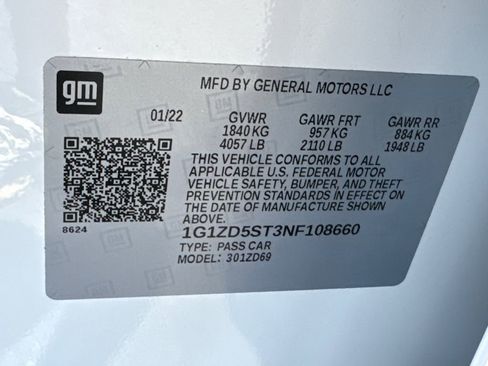 gm
MFD BY GENERAL MOTORS LLC
01/22 GVWR GAWR FRT GAWR RR
1840 KG 957 KG 884 KG
4057 LB 2110 LB 1948 LB
THIS VEHICLE CONFORMS TO ALL
APPLICABLE U.S. FEDERAL MOTOR
VEHICLE SAFETY, BUMPER, AND THEFT
PREVENTION STANDARDS IN EFFECT ON
THE DATE OF MANUFACTURE SHOWN
ABOVE.
8624
1G1ZD5ST3NF108660
TYPE: PASS CAR
MODEL: 301ZD69